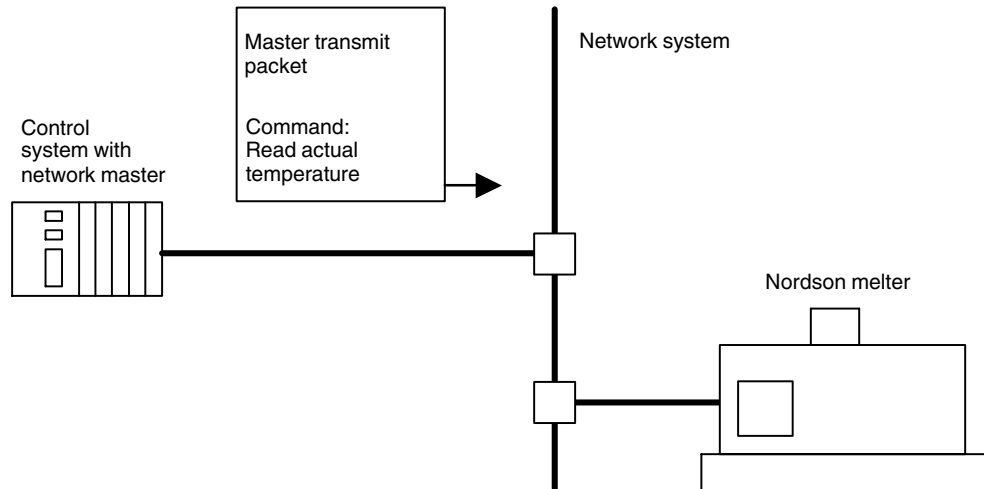 Master transmit
packet
Command:
Read actual
temperature
Network system
Control
system with
network master
Nordson melter